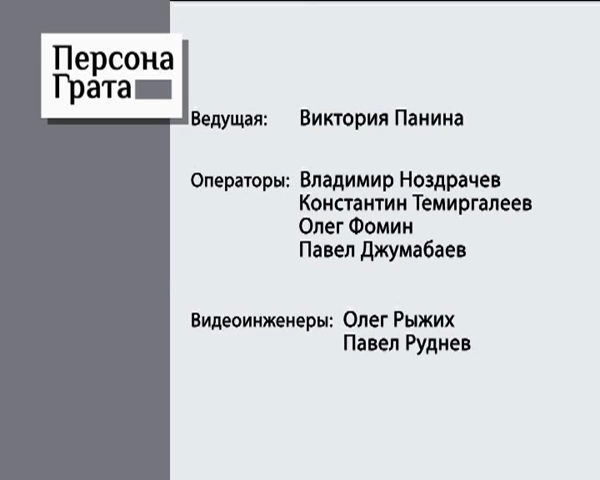 Персона
Грата
Ведущая: Виктория Панина
Операторы: Владимир Ноздрачев
Константин Темиргалеев
Олег Фомин
Павел Джумабаев
Видеоинженеры: Олег Рыжих
Павел Руднев